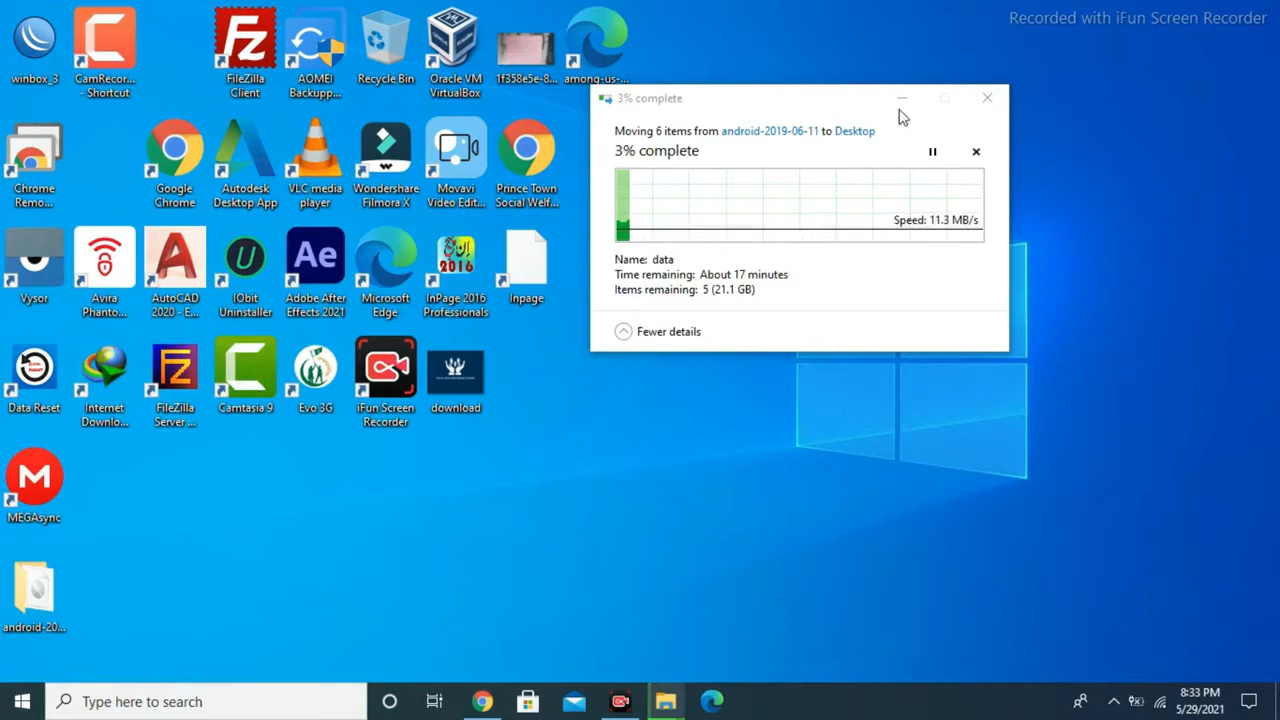 Recorded with iFun Screen Recorder
winbox_3
CamRecor...
- Shortcut
FileZilla
Client
AOMEI
Backupp...
Recycle Bin
Oracle VM
VirtualBox
1f358e5e-8...
among-us-...
Chrome
Remo...
Google
Chrome
Autodesk
Desktop App
VLC media
player
Wondershare
Filmora X
Movavi
Video Edit...
Prince Town
Social Welf...
Vysor
Avira
Phanto...
AutoCAD
2020 - E...
IObit
Uninstaller
Ae
Adobe After
Effects 2021
Microsoft
Edge
2016
InPage 2016
Professionals
Inpage
Data Reset
Internet
Downlo...
FileZilla
Server ...
Camtasia 9
Evo 3G
iFun Screen
Recorder
download
MEGAsync
android-20...
3% complete
Moving 6 items from android-2019-06-11 to Desktop
3% complete
Speed: 11.3 MB/s
Name: data
Time remaining: About 17 minutes
Items remaining: 5 (21.1 GB)
Fewer details
Type here to search
8:33 PM
5/29/2021